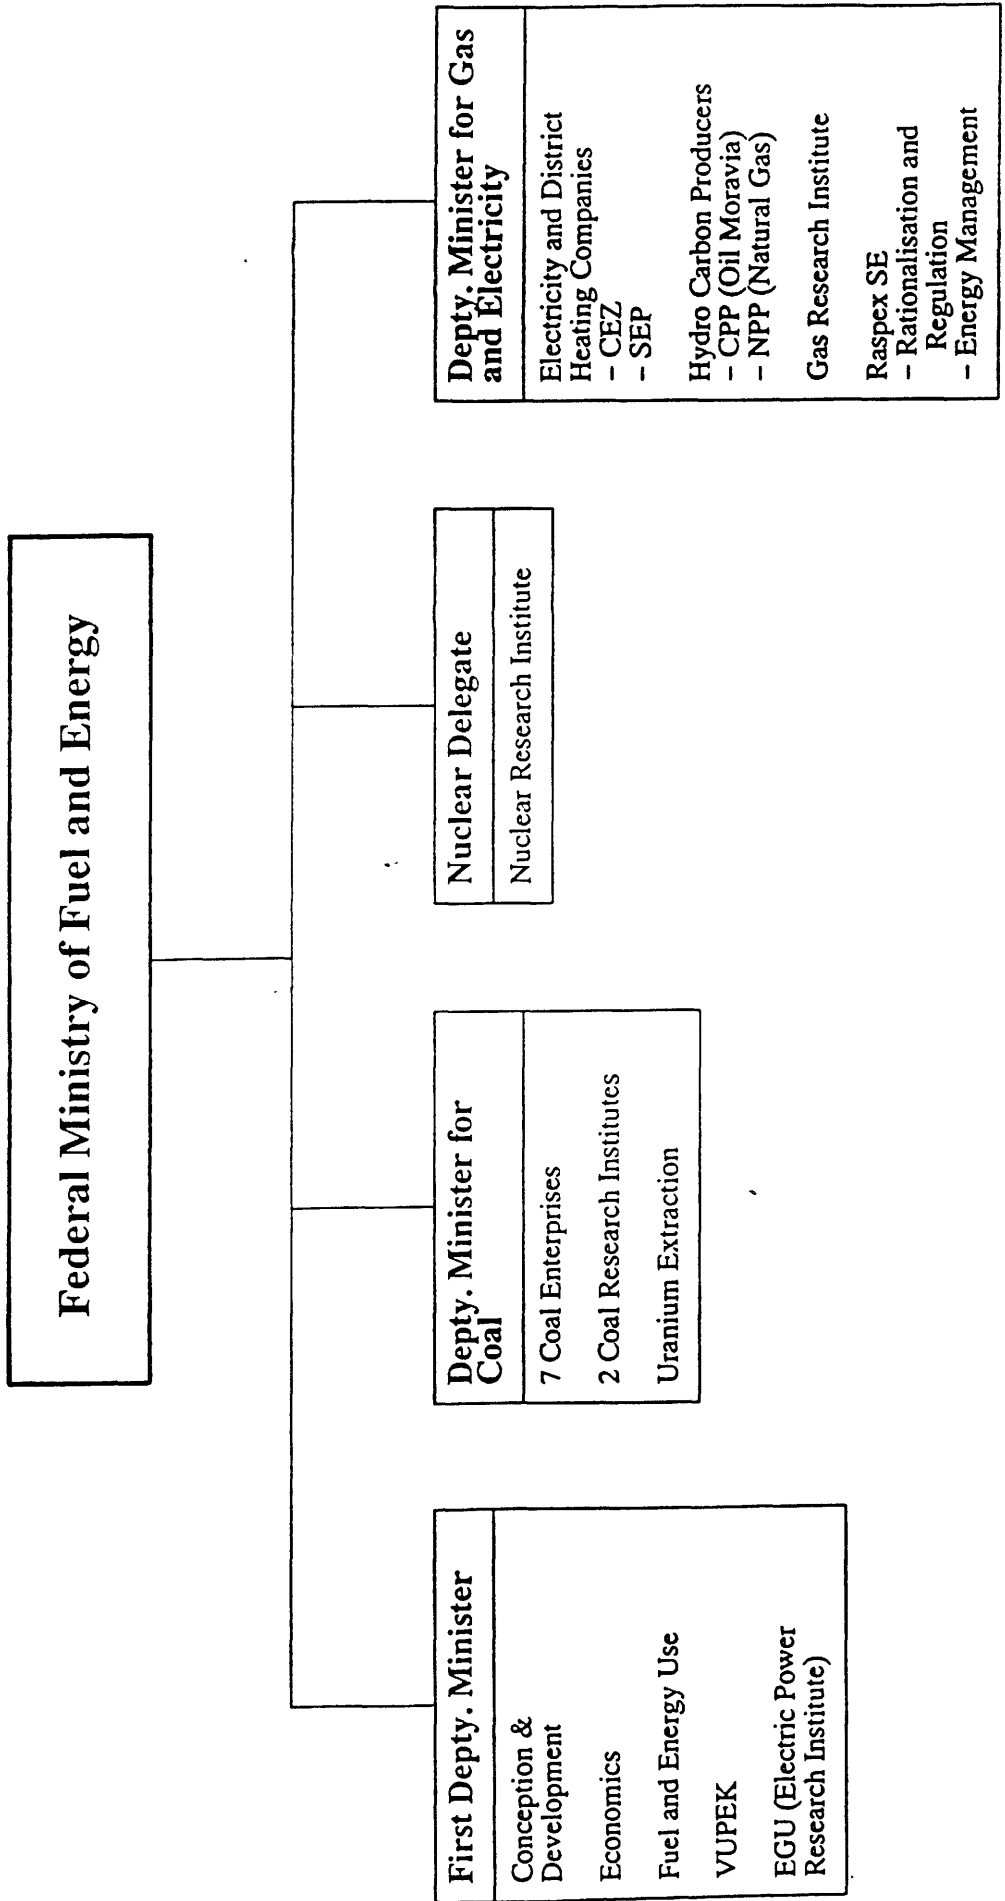 Federal Ministry of Fuel and Energy
First Depty. Minister
Conception &
Development
Economics
Fuel and Energy Use
VUPEK
EGU (Electric Power
Research Institute)
Depty. Minister for
Coal
7 Coal Enterprises
2 Coal Research Institutes
Uranium Extraction
Nuclear Delegate
Nuclear Research Institute
Depty. Minister for Gas
and Electricity
Electricity and District
Heating Companies
– CEZ
– SEP
Hydro Carbon Producers
– CPP (Oil Moravia)
– NPP (Natural Gas)
Gas Research Institute
Raspex SE
– Rationalisation and
Regulation
– Energy Management